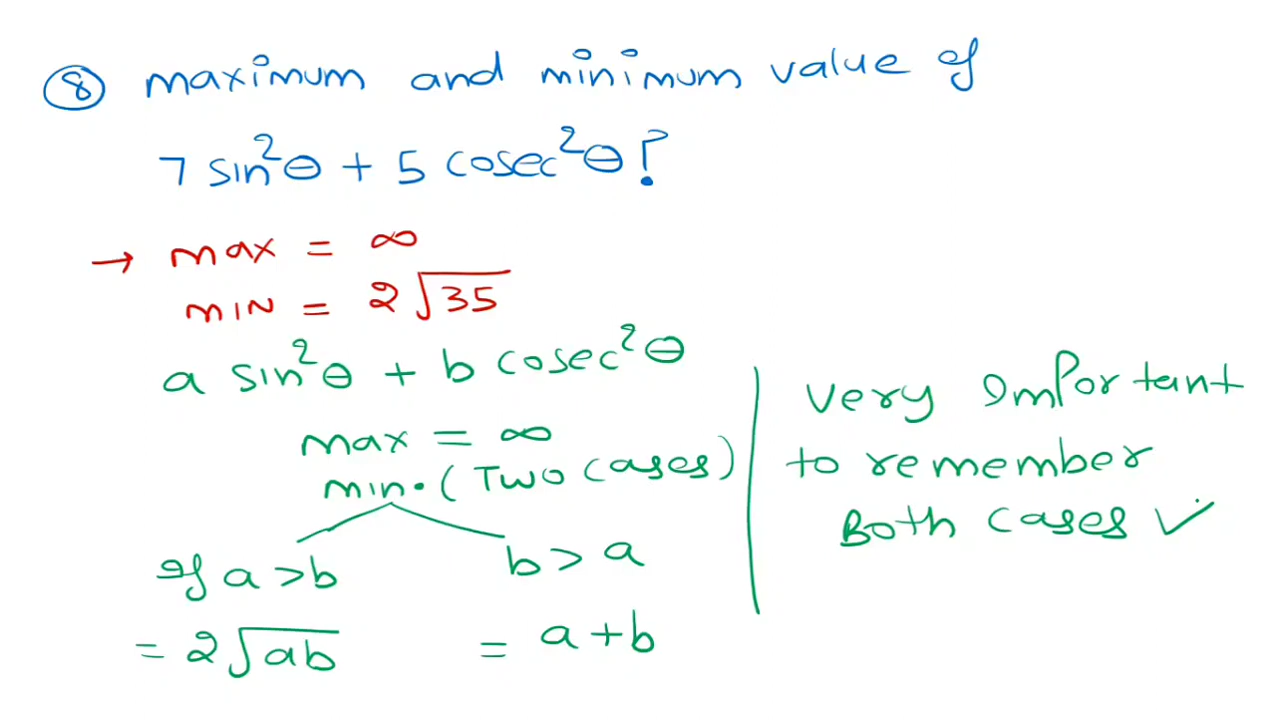 ⑧ maximum and minimum value of
7 sin²θ + 5 cosec²θ?
→ max = ∞
MIN = 2√35
a sin²θ + b cosec²θ
max = ∞
min. (Two cases)
If a > b
b > a
= 2√ab
= a+b
Very Important
to remember
Both cases ✓